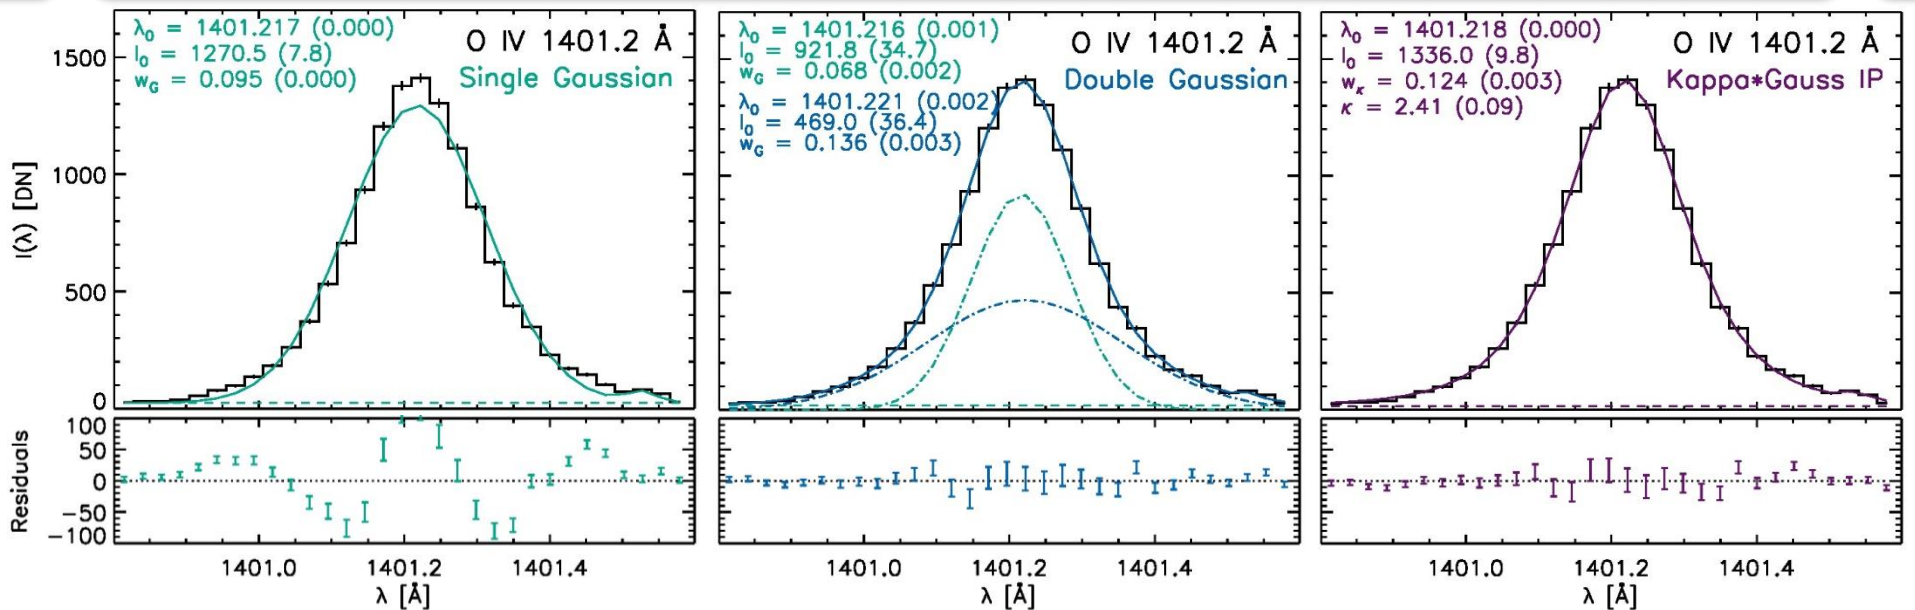 λ₀ = 1401.217 (0.000)
I₀ = 1270.5 (7.8)
w_G = 0.095 (0.000)
O IV 1401.2 Å
Single Gaussian
λ₀ = 1401.216 (0.001)
I₀ = 921.8 (34.7)
w_G = 0.068 (0.002)
λ₀ = 1401.221 (0.002)
I₀ = 469.0 (36.4)
w_G = 0.136 (0.003)
O IV 1401.2 Å
Double Gaussian
λ₀ = 1401.218 (0.000)
I₀ = 1336.0 (9.8)
w_κ = 0.124 (0.003)
κ = 2.41 (0.09)
O IV 1401.2 Å
Kappa*Gauss IP
I(λ) [DN]
1500
1000
500
0
Residuals
100
50
0
−50
−100
1401.0 1401.2 1401.4
λ [Å]
1401.0 1401.2 1401.4
λ [Å]
1401.0 1401.2 1401.4
λ [Å]